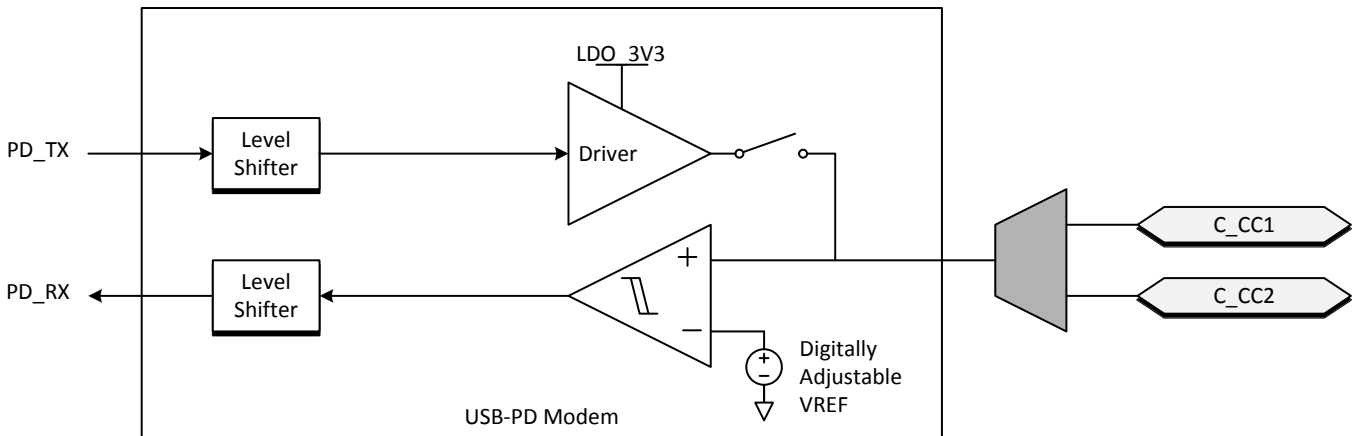 LDO_3V3
PD_TX
Level
Shifter
Driver
C_CC1
PD_RX
Level
Shifter
+
−
C_CC2
+
−
Digitally
Adjustable
VREF
USB-PD Modem